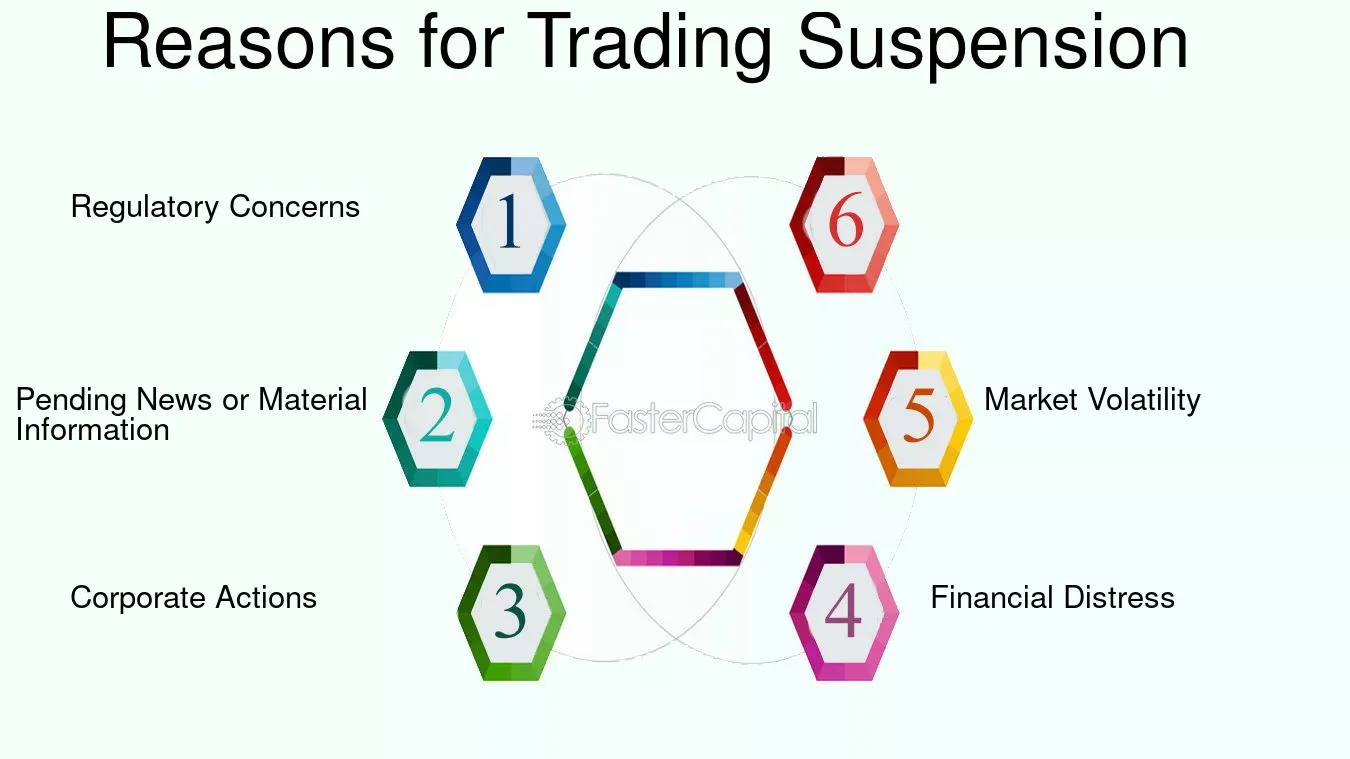 Reasons for Trading Suspension
Regulatory Concerns
1
6
Pending News or Material
Information
2
FasterCapital
5
Market Volatility
Corporate Actions
3
4
Financial Distress